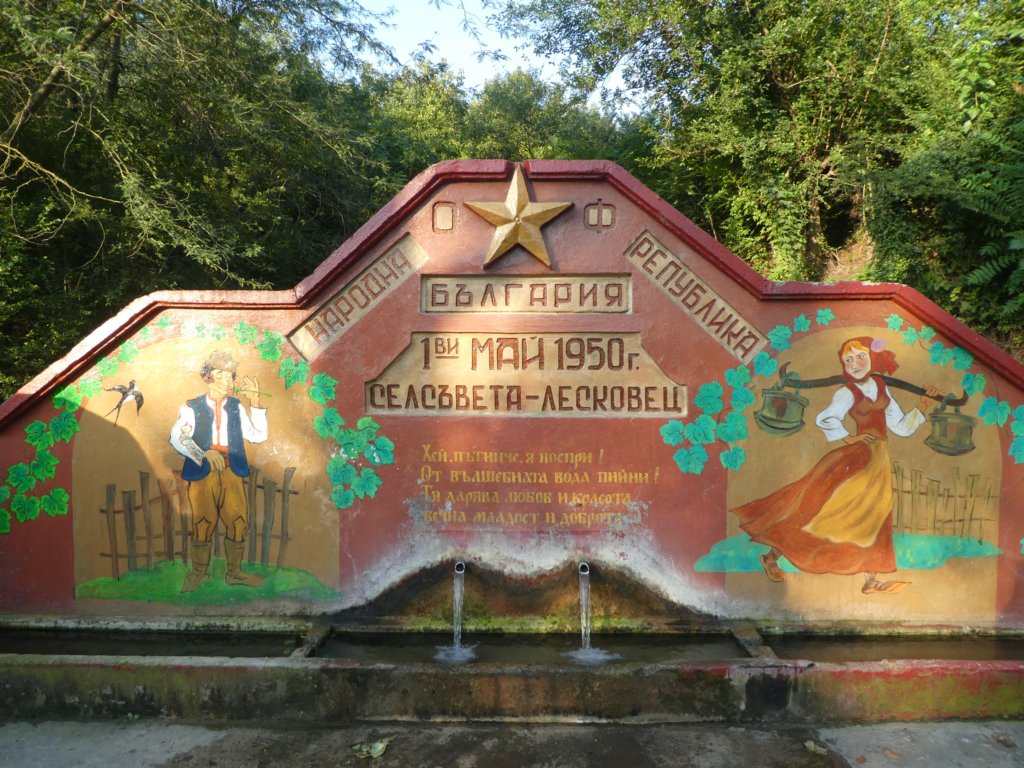 О Ф
НАРОДНА
РЕПУБЛИКА
БЪЛГАРИЯ
1ВИ МАЙ 1950Г.
СЕЛСЪВЕТА-ЛЕСКОВЕЦ
Хей, пътниче, я поспри!
От вълшебната вода пийни!
Тя дарява любов и красота,
вечна младост и доброта